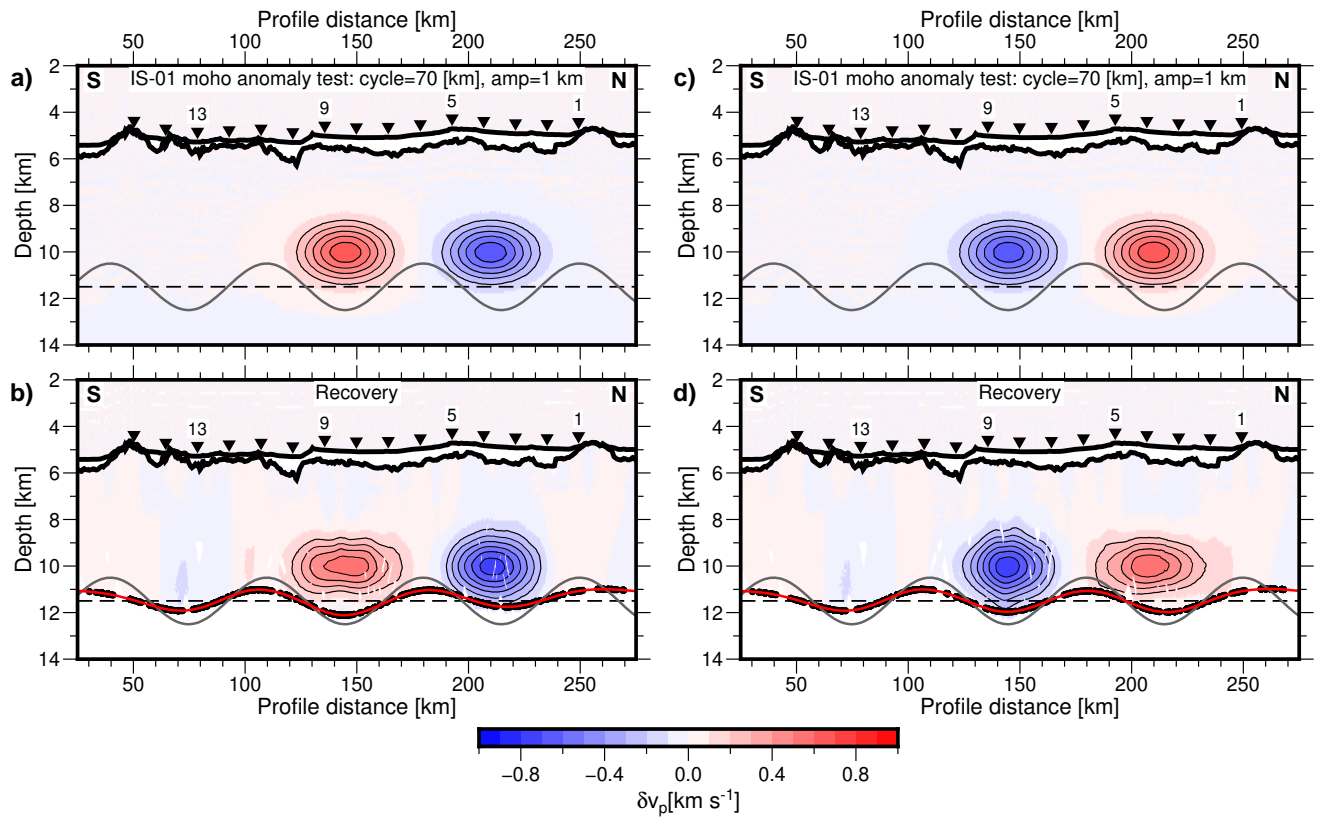 Profile distance [km]
50 100 150 200 250
a)
S IS-01 moho anomaly test: cycle=70 [km], amp=1 km N
13 9 5 1
2
4
6
8
10
12
14
Depth [km]
Profile distance [km]
50 100 150 200 250
c)
S IS-01 moho anomaly test: cycle=70 [km], amp=1 km N
13 9 5 1
2
4
6
8
10
12
14
Depth [km]
b)
S Recovery N
13 9 5 1
2
4
6
8
10
12
14
Depth [km]
50 100 150 200 250
Profile distance [km]
d)
S Recovery N
13 9 5 1
2
4
6
8
10
12
14
Depth [km]
50 100 150 200 250
Profile distance [km]
−0.8 −0.4 0.0 0.4 0.8
δvp[km s-1]